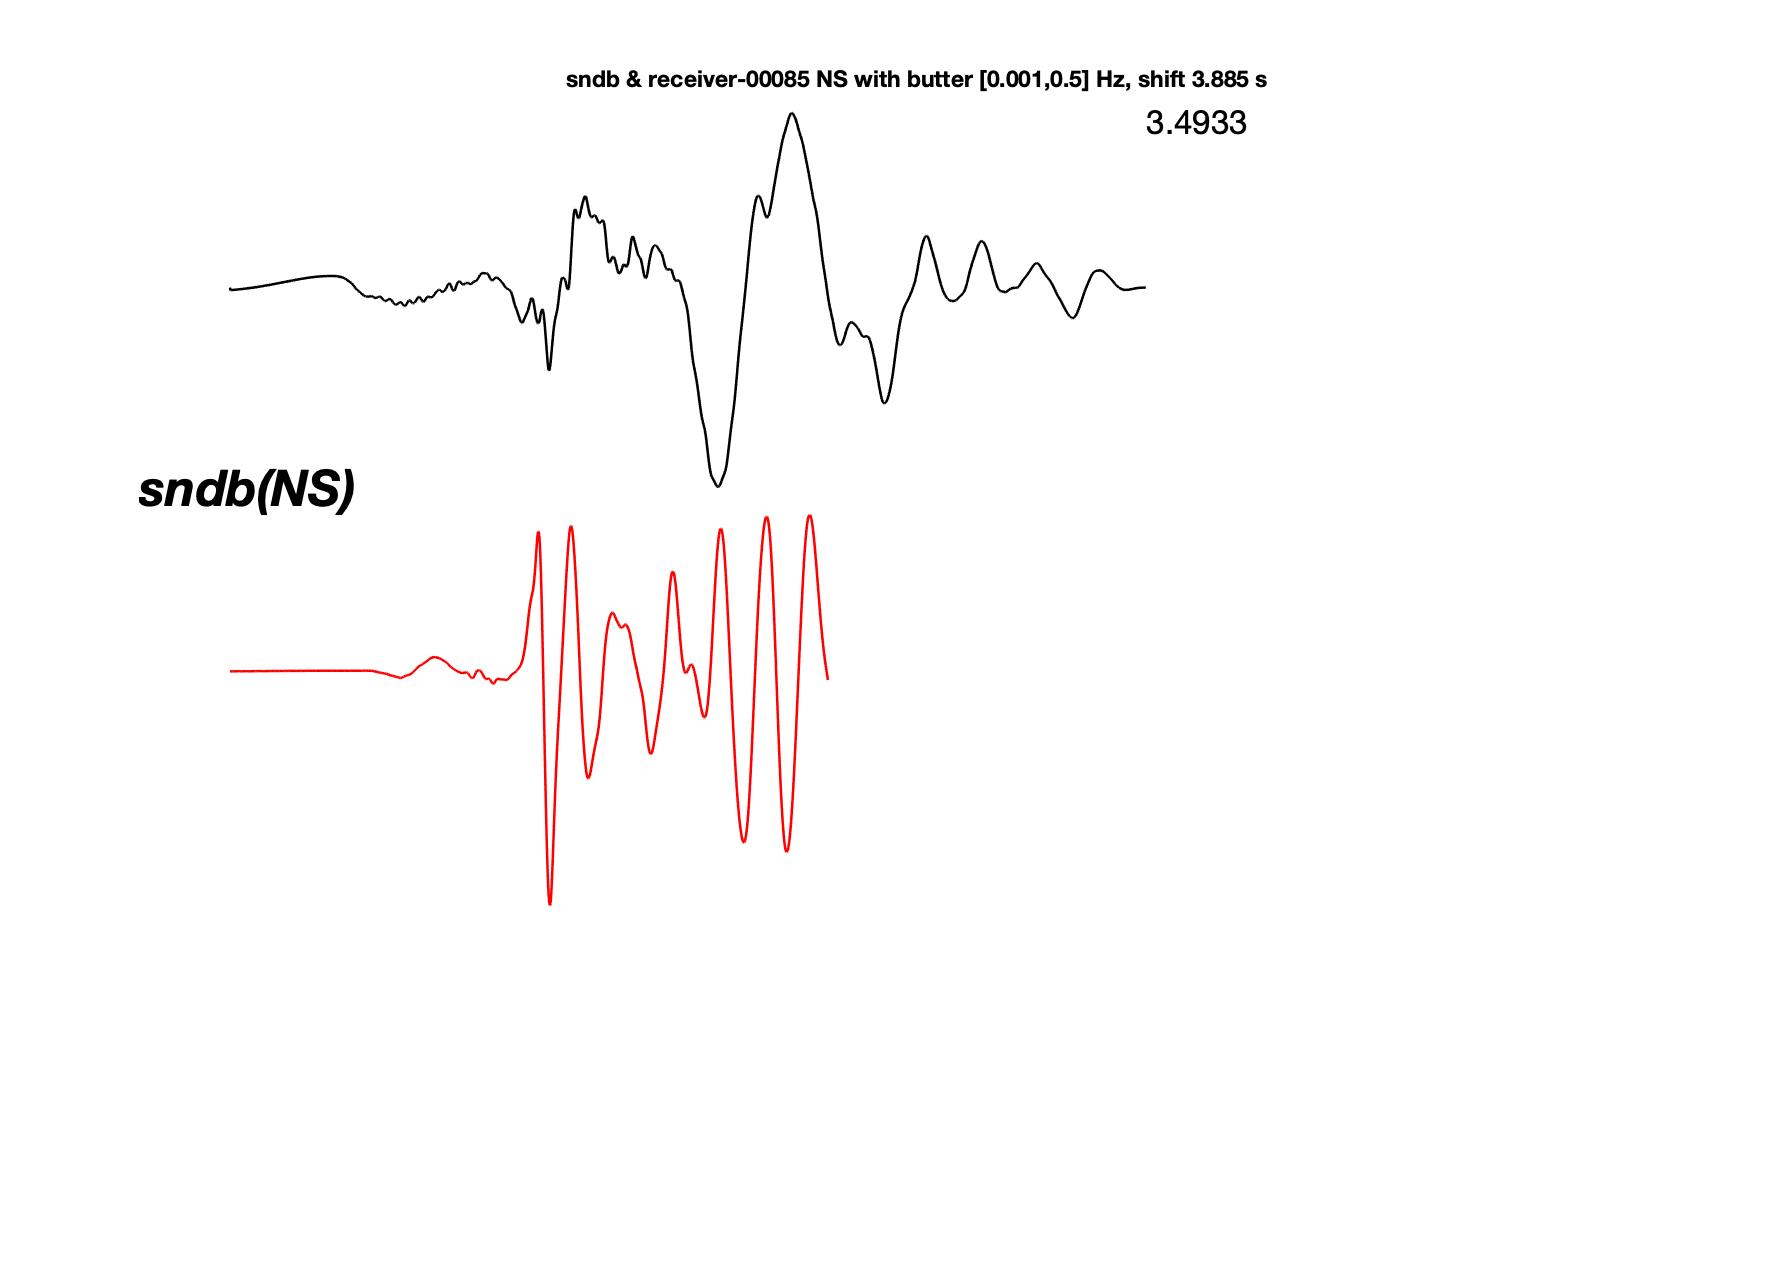 sndb & receiver-00085 NS with butter [0.001,0.5] Hz, shift 3.885 s
3.4933
sndb(NS)